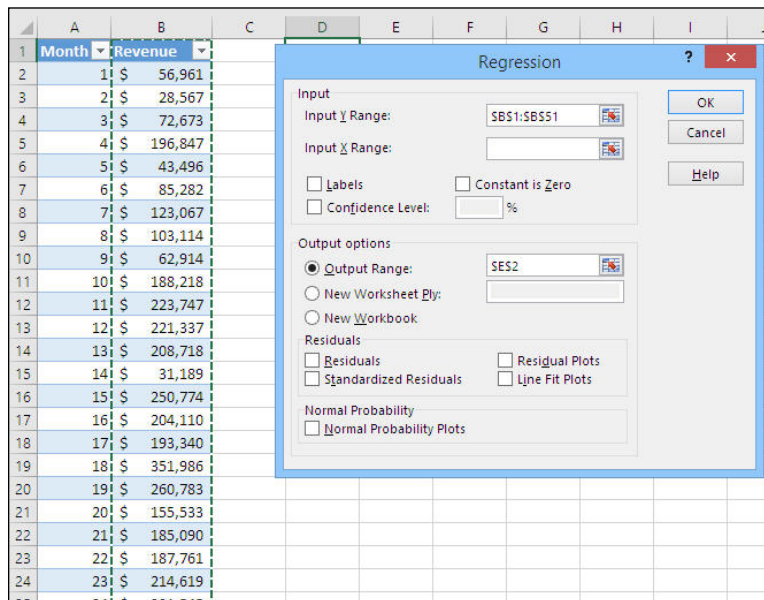 A B C D E F G H I
1 Month Revenue
2 1 $ 56,961
3 2 $ 28,567
4 3 $ 72,673
5 4 $ 196,847
6 5 $ 43,496
7 6 $ 85,282
8 7 $ 123,067
9 8 $ 103,114
10 9 $ 62,914
11 10 $ 188,218
12 11 $ 223,747
13 12 $ 221,337
14 13 $ 208,718
15 14 $ 31,189
16 15 $ 250,774
17 16 $ 204,110
18 17 $ 193,340
19 18 $ 351,986
20 19 $ 260,783
21 20 $ 155,533
22 21 $ 185,090
23 22 $ 187,761
24 23 $ 214,619
Regression ? ×
Input
Input Y Range: $B$1:$B$51
Input X Range:
Labels Constant is Zero
Confidence Level: %
OK
Cancel
Help
Output options
Output Range: $E$2
New Worksheet Ply:
New Workbook
Residuals
Residuals Residual Plots
Standardized Residuals Line Fit Plots
Normal Probability
Normal Probability Plots